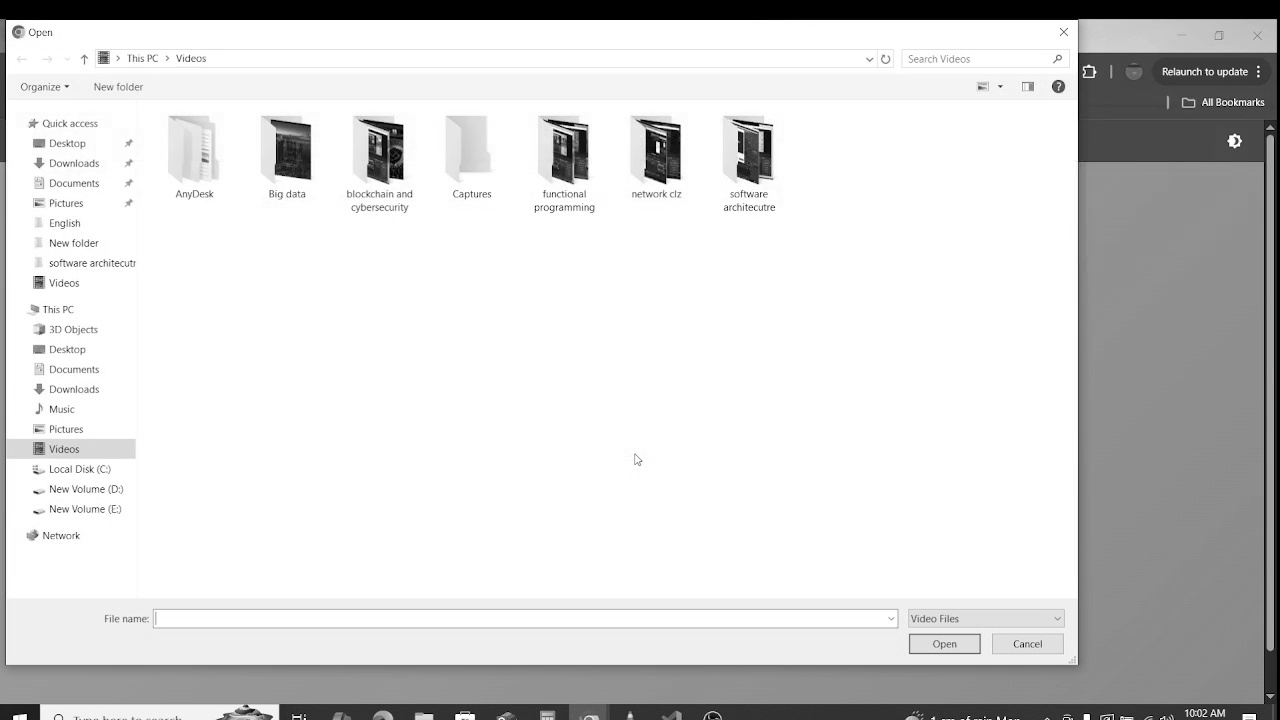 Open
This PC
Videos
Search Videos
Relaunch to update
Organize
New folder
All Bookmarks
Quick access
Desktop
Downloads
Documents
Pictures
English
New folder
software architecutr
Videos
This PC
3D Objects
Desktop
Documents
Downloads
Music
Pictures
Videos
Local Disk (C:)
New Volume (D:)
New Volume (E:)
Network
AnyDesk
Big data
blockchain and
cybersecurity
Captures
functional
programming
network clz
software
architecutre
File name:
Video Files
Open
Cancel
Type here to search
10:02 AM